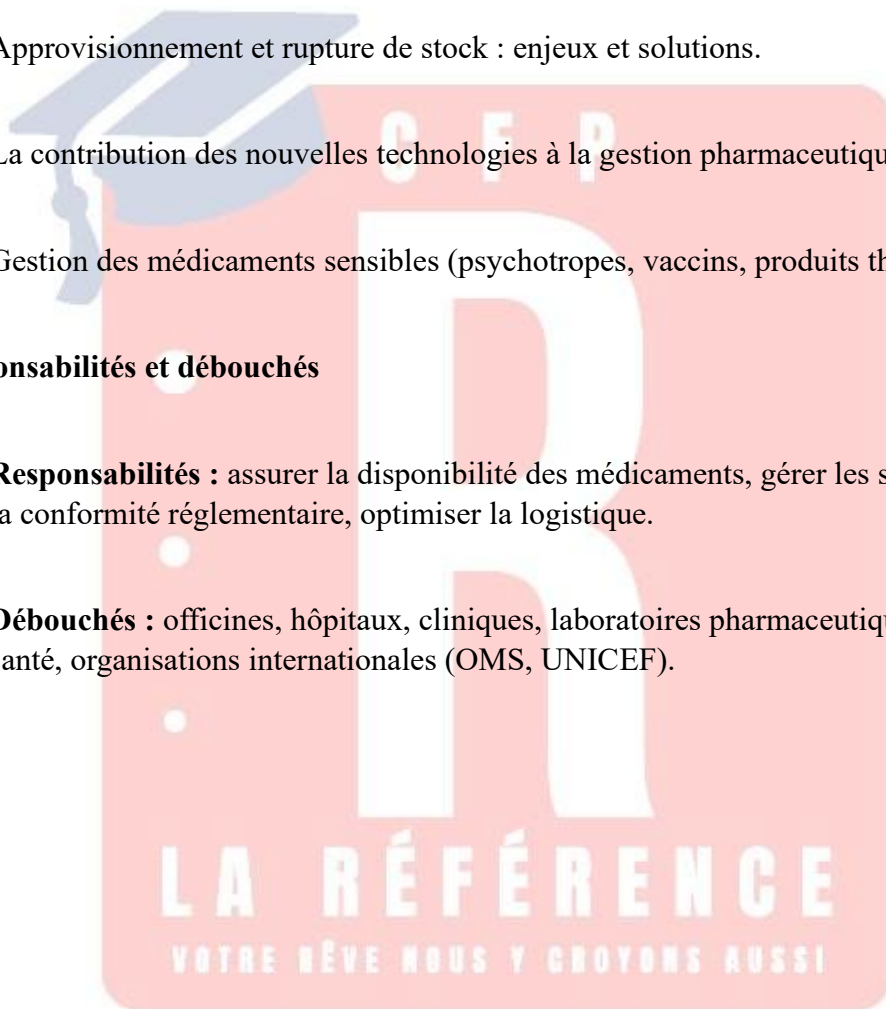 Approvisionnement et rupture de stock : enjeux et solutions.
C F P
La contribution des nouvelles technologies à la gestion pharmaceutiqu
Gestion des médicaments sensibles (psychotropes, vaccins, produits th
onsabilités et débouchés
R
Responsabilités : assurer la disponibilité des médicaments, gérer les s
a conformité réglementaire, optimiser la logistique.
Débouchés : officines, hôpitaux, cliniques, laboratoires pharmaceutiqu
santé, organisations internationales (OMS, UNICEF).
LA RÉFÉRENCE
VOTRE RÊVE NOUS Y CROYONS AUSSI